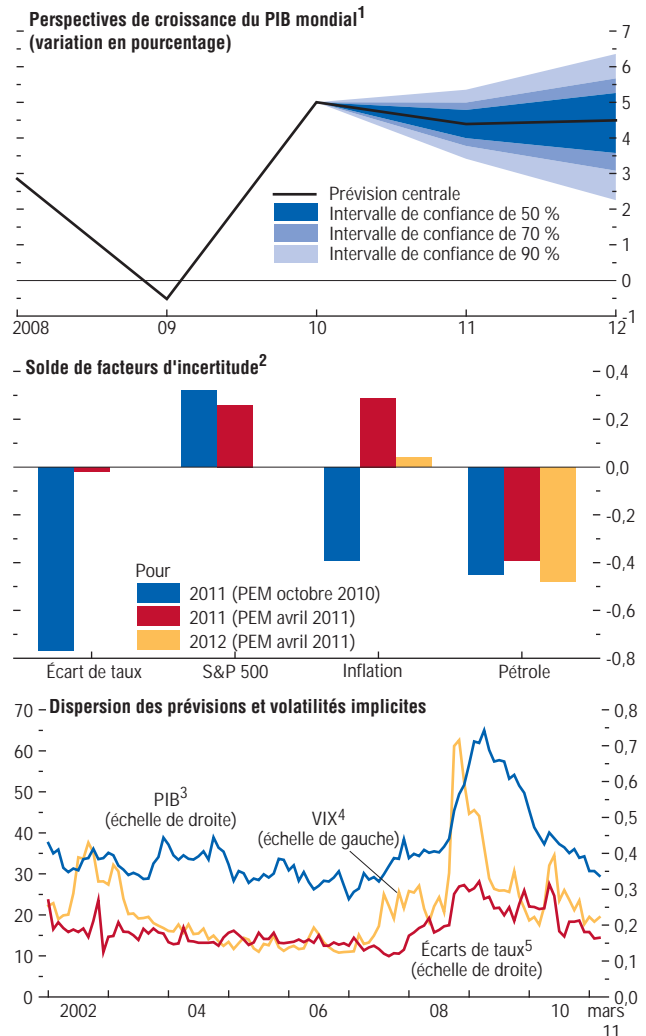 Perspectives de croissance du PIB mondial1
(variation en pourcentage)
7
6
5
4
3
2
1
0
-1
Prévision centrale
Intervalle de confiance de 50 %
Intervalle de confiance de 70 %
Intervalle de confiance de 90 %
2008 09 10 11 12
Solde de facteurs d'incertitude2
0,4
0,2
0,0
-0,2
-0,4
-0,6
-0,8
Pour
2011 (PEM octobre 2010)
2011 (PEM avril 2011)
2012 (PEM avril 2011)
Écart de taux S&P 500 Inflation Pétrole
Dispersion des prévisions et volatilités implicites
70
60
50
40
30
20
10
0
0,8
0,7
0,6
0,5
0,4
0,3
0,2
0,1
0,0
PIB3
(échelle de droite)
VIX4
(échelle de gauche)
Écarts de taux5
(échelle de droite)
2002 04 06 08 10 mars
11